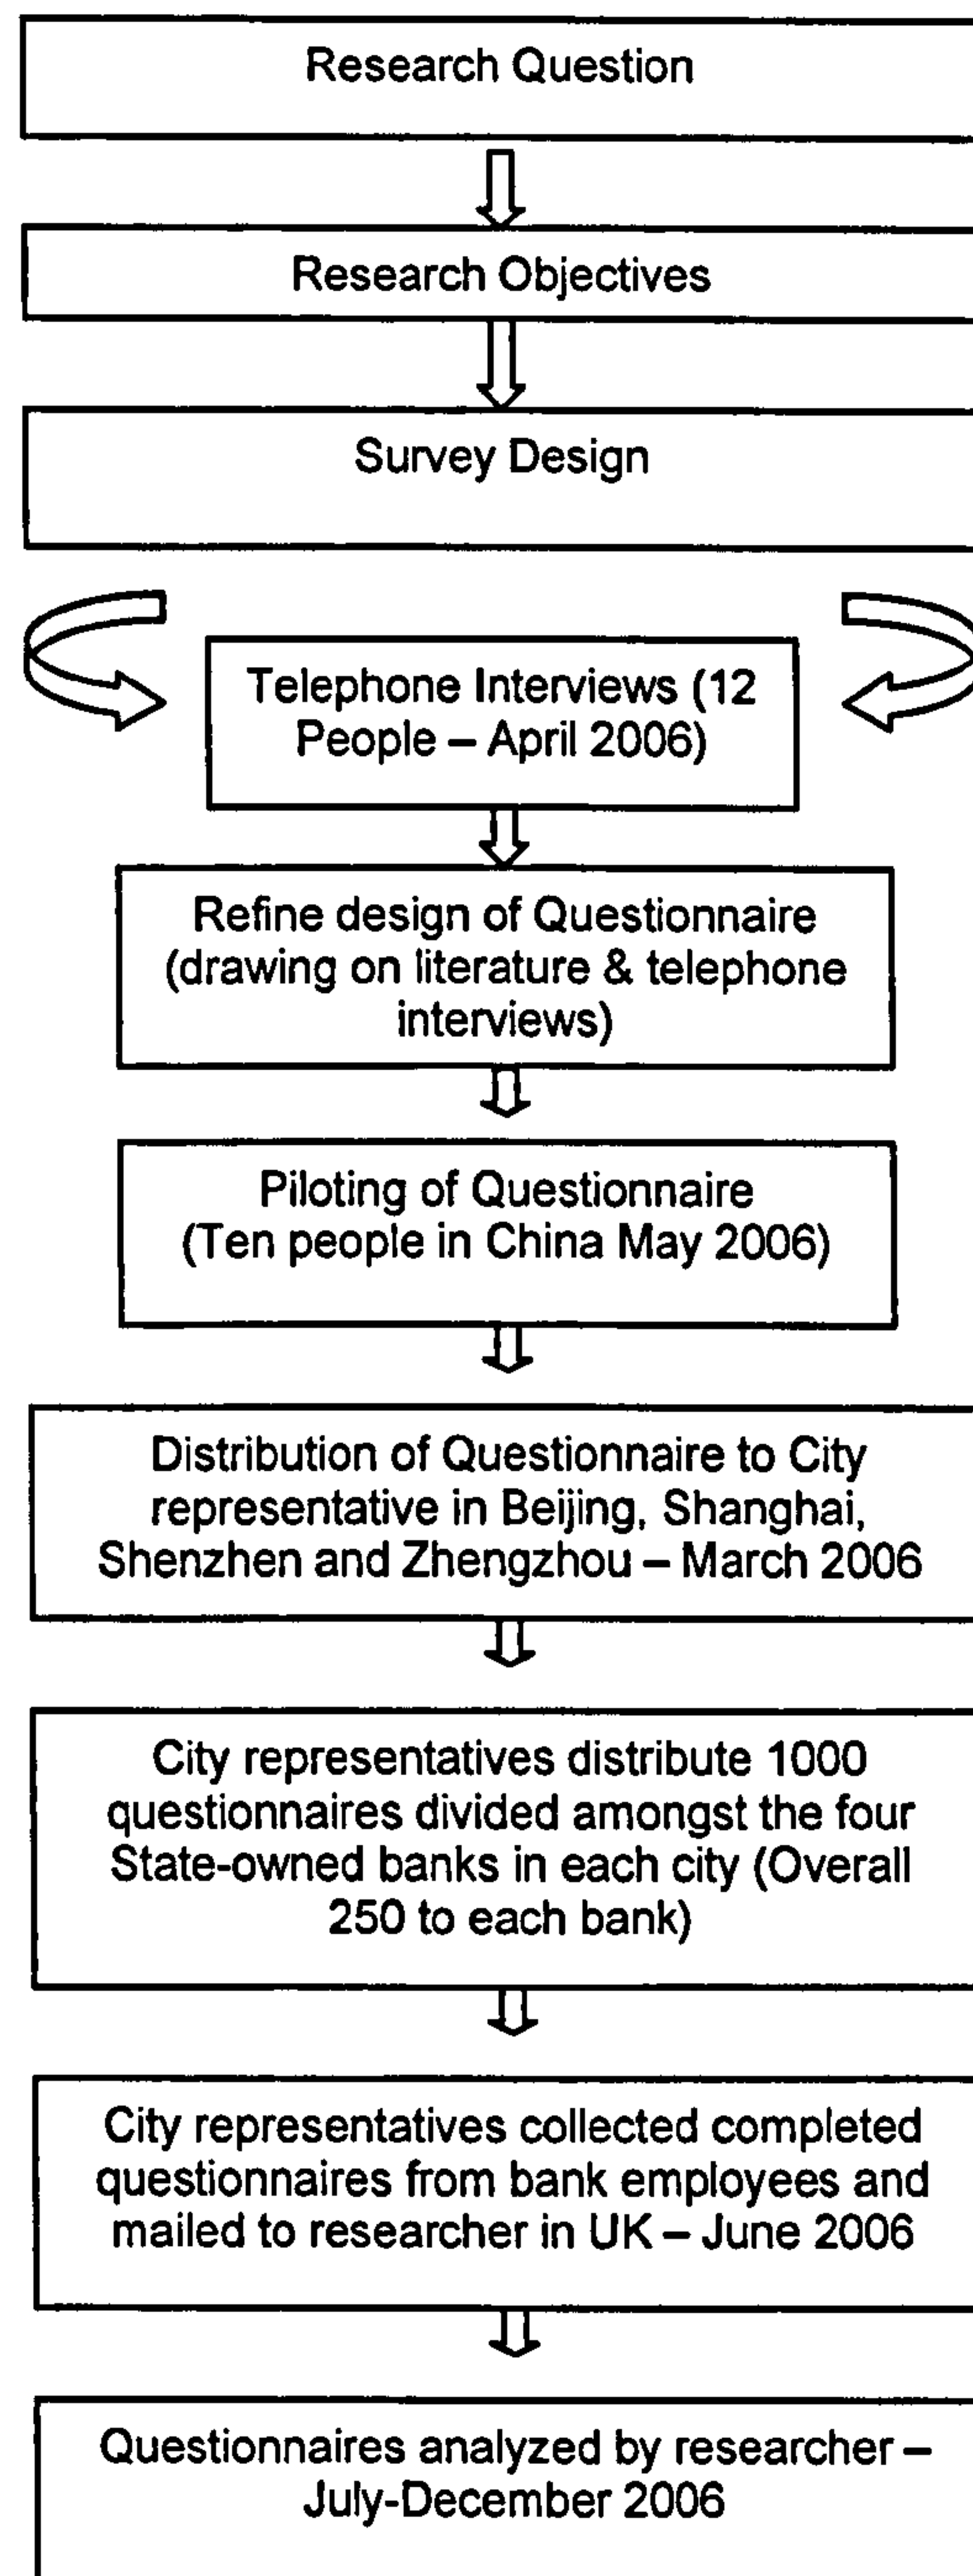 Research Question
Research Objectives
Survey Design
Telephone Interviews (12
People – April 2006)
Refine design of Questionnaire
(drawing on literature & telephone
interviews)
Piloting of Questionnaire
(Ten people in China May 2006)
Distribution of Questionnaire to City
representative in Beijing, Shanghai,
Shenzhen and Zhengzhou – March 2006
City representatives distribute 1000
questionnaires divided amongst the four
State-owned banks in each city (Overall
250 to each bank)
City representatives collected completed
questionnaires from bank employees and
mailed to researcher in UK – June 2006
Questionnaires analyzed by researcher –
July-December 2006